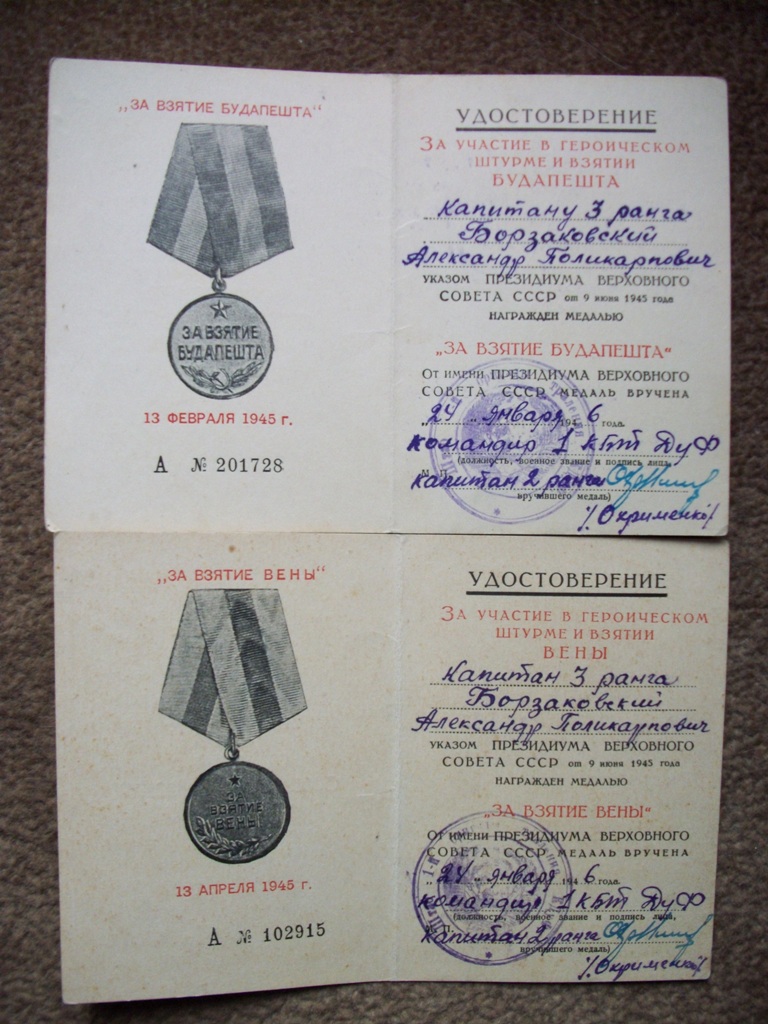 „ЗА ВЗЯТИЕ БУДАПЕШТА"
ЗА ВЗЯТИЕ
БУДАПЕШТА
13 ФЕВРАЛЯ 1945 г.
А № 201728
УДОСТОВЕРЕНИЕ
ЗА УЧАСТИЕ В ГЕРОИЧЕСКОМ
ШТУРМЕ И ВЗЯТИИ
БУДАПЕШТА
Капитану 3 ранга
Борзаковский
Александр Поликарпович
УКАЗОМ ПРЕЗИДИУМА ВЕРХОВНОГО
СОВЕТА СССР от 9 июня 1945 года
НАГРАЖДЕН МЕДАЛЬЮ
„ЗА ВЗЯТИЕ БУДАПЕШТА"
От имени ПРЕЗИДИУМА ВЕРХОВНОГО
СОВЕТА СССР МЕДАЛЬ ВРУЧЕНА
„24" января 1946 года.
командир 1 КБТ ДуФ
(должность, военное звание и подпись лица,
М. П. капитан 2 ранга
вручившего медаль)
/Окрименко/
„ЗА ВЗЯТИЕ ВЕНЫ"
ЗА
ВЗЯТИЕ
ВЕНЫ
13 АПРЕЛЯ 1945 г.
А № 102915
УДОСТОВЕРЕНИЕ
ЗА УЧАСТИЕ В ГЕРОИЧЕСКОМ
ШТУРМЕ И ВЗЯТИИ
ВЕНЫ
Капитан 3 ранга
Борзаковский
Александр Поликарпович
УКАЗОМ ПРЕЗИДИУМА ВЕРХОВНОГО
СОВЕТА СССР от 9 июня 1945 года
НАГРАЖДЕН МЕДАЛЬЮ
„ЗА ВЗЯТИЕ ВЕНЫ"
От имени ПРЕЗИДИУМА ВЕРХОВНОГО
СОВЕТА СССР МЕДАЛЬ ВРУЧЕНА
„24" января 1946 года.
командир 1 КБТ ДуФ
(должность, военное звание и подпись лица,
М. П. капитан 2 ранга
вручившего медаль)
/Окрименко/